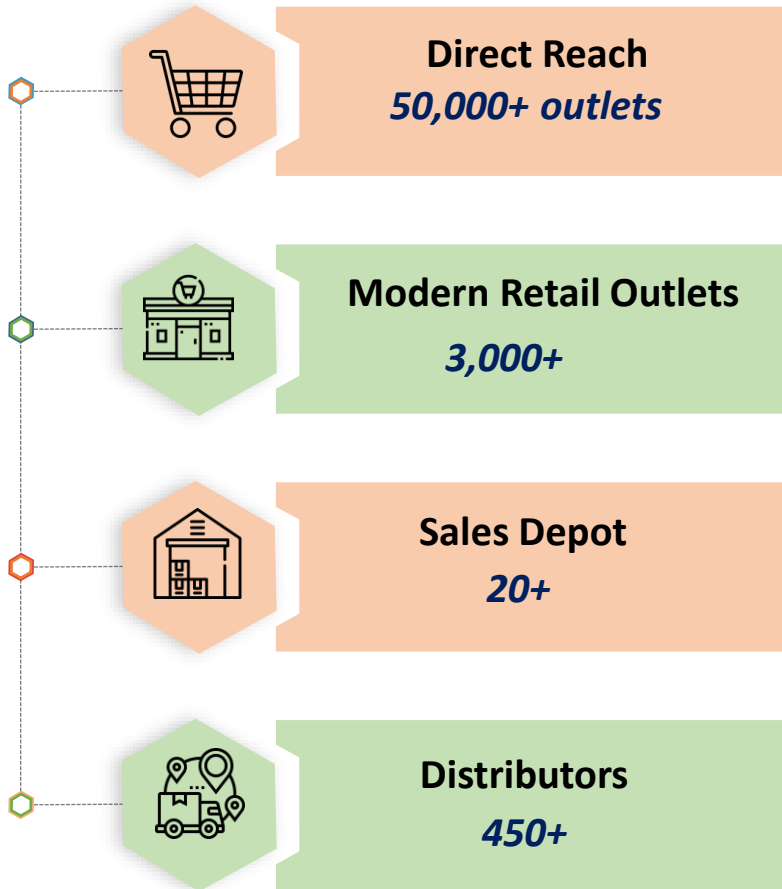 Direct Reach
50,000+ outlets
Modern Retail Outlets
3,000+
Sales Depot
20+
Distributors
450+